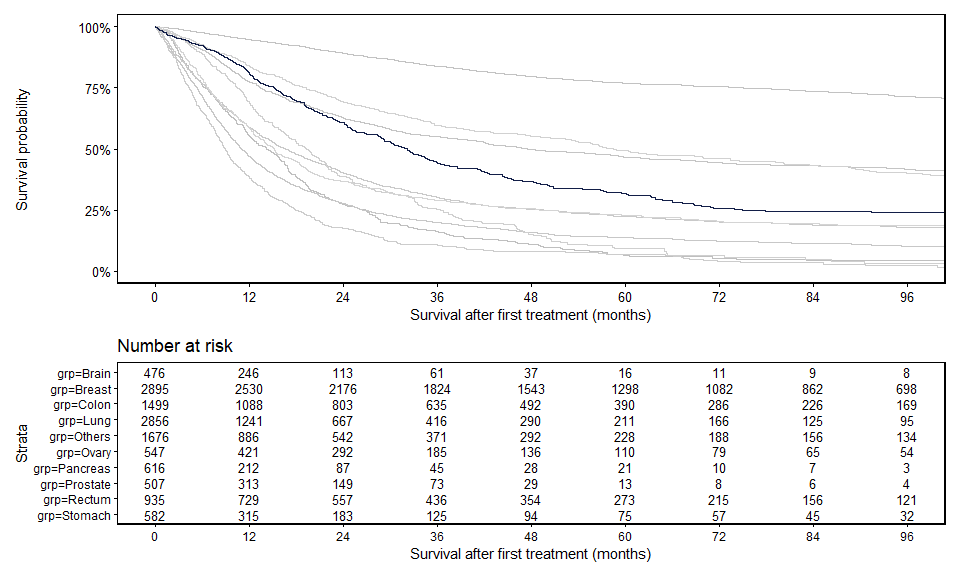 100%
75%
50%
25%
0%
Survival probability
0 12 24 36 48 60 72 84 96
Survival after first treatment (months)
Number at risk
Strata
grp=Brain 476 246 113 61 37 16 11 9 8
grp=Breast 2895 2530 2176 1824 1543 1298 1082 862 698
grp=Colon 1499 1088 803 635 492 390 286 226 169
grp=Lung 2856 1241 667 416 290 211 166 125 95
grp=Others 1676 886 542 371 292 228 188 156 134
grp=Ovary 547 421 292 185 136 110 79 65 54
grp=Pancreas 616 212 87 45 28 21 10 7 3
grp=Prostate 507 313 149 73 29 13 8 6 4
grp=Rectum 935 729 557 436 354 273 215 156 121
grp=Stomach 582 315 183 125 94 75 57 45 32
0 12 24 36 48 60 72 84 96
Survival after first treatment (months)